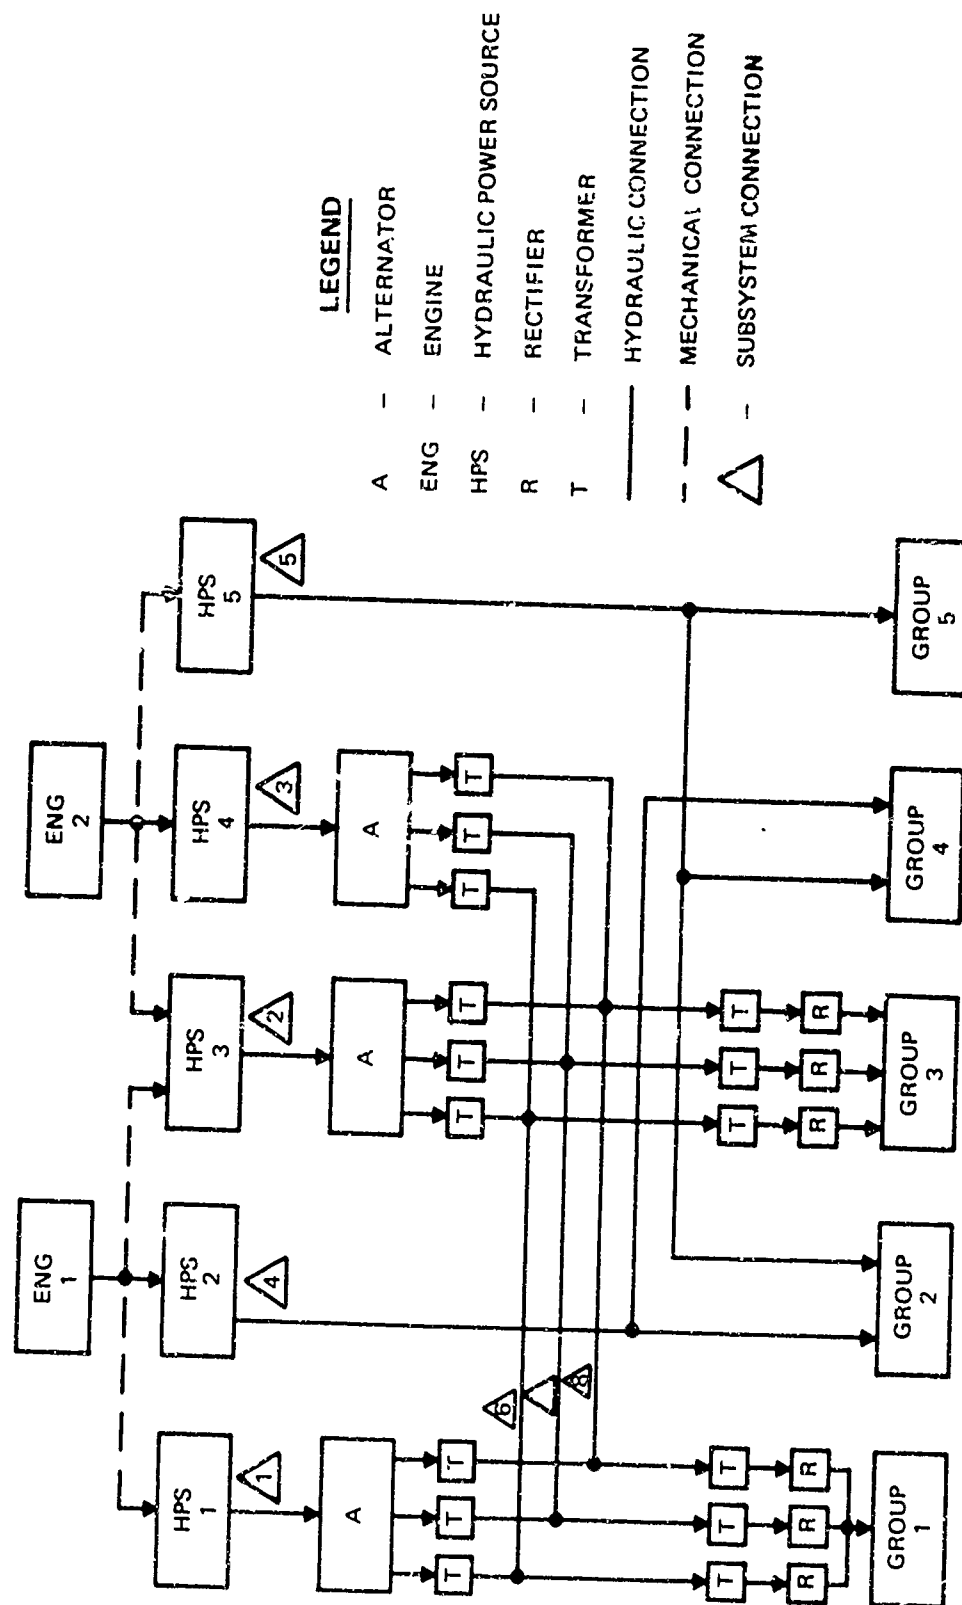 ENG
1
ENG
2
HPS
1
HPS
2
HPS
3
HPS
4
HPS
5
1
4
2
3
5
A
A
A
T
T
T
T
T
T
T
T
T
6
8
T
T
T
T
T
T
R
R
R
R
R
R
GROUP
1
GROUP
2
GROUP
3
GROUP
4
GROUP
5
LEGEND
A - ALTERNATOR
ENG - ENGINE
HPS - HYDRAULIC POWER SOURCE
R - RECTIFIER
T - TRANSFORMER
HYDRAULIC CONNECTION
MECHANICAL CONNECTION
- SUBSYSTEM CONNECTION